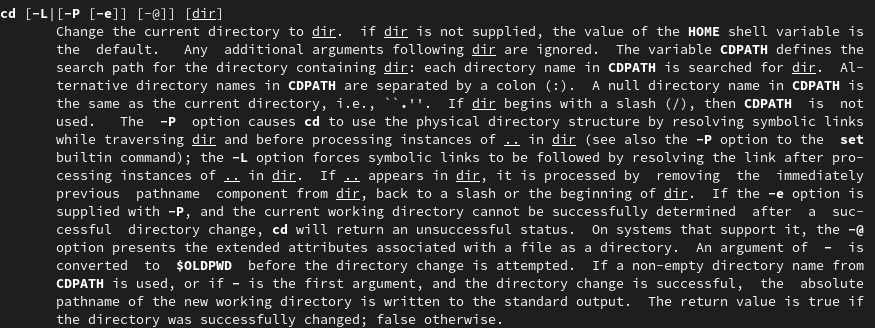 cd [-L|[-P [-e]] [-@]] [dir]
Change the current directory to dir.  if dir is not supplied, the value of the HOME shell variable is
the  default.   Any  additional arguments following dir are ignored.  The variable CDPATH defines the
search path for the directory containing dir: each directory name in CDPATH is searched for dir.  Al-
ternative directory names in CDPATH are separated by a colon (:).  A null directory name in CDPATH is
the same as the current directory, i.e., ``.''.  If dir begins with a slash (/), then CDPATH  is  not
used.   The  -P  option causes cd to use the physical directory structure by resolving symbolic links
while traversing dir and before processing instances of .. in dir (see also the -P option to the  set
builtin command); the -L option forces symbolic links to be followed by resolving the link after pro-
cessing instances of .. in dir.  If .. appears in dir, it is processed by  removing  the  immediately
previous  pathname  component from dir, back to a slash or the beginning of dir.  If the -e option is
supplied with -P, and the current working directory cannot be successfully determined  after  a  suc-
cessful  directory change, cd will return an unsuccessful status.  On systems that support it, the -@
option presents the extended attributes associated with a file as a directory.  An argument of  -  is
converted  to  $OLDPWD  before the directory change is attempted.  If a non-empty directory name from
CDPATH is used, or if - is the first argument, and the directory change is successful,  the  absolute
pathname of the new working directory is written to the standard output.  The return value is true if
the directory was successfully changed; false otherwise.